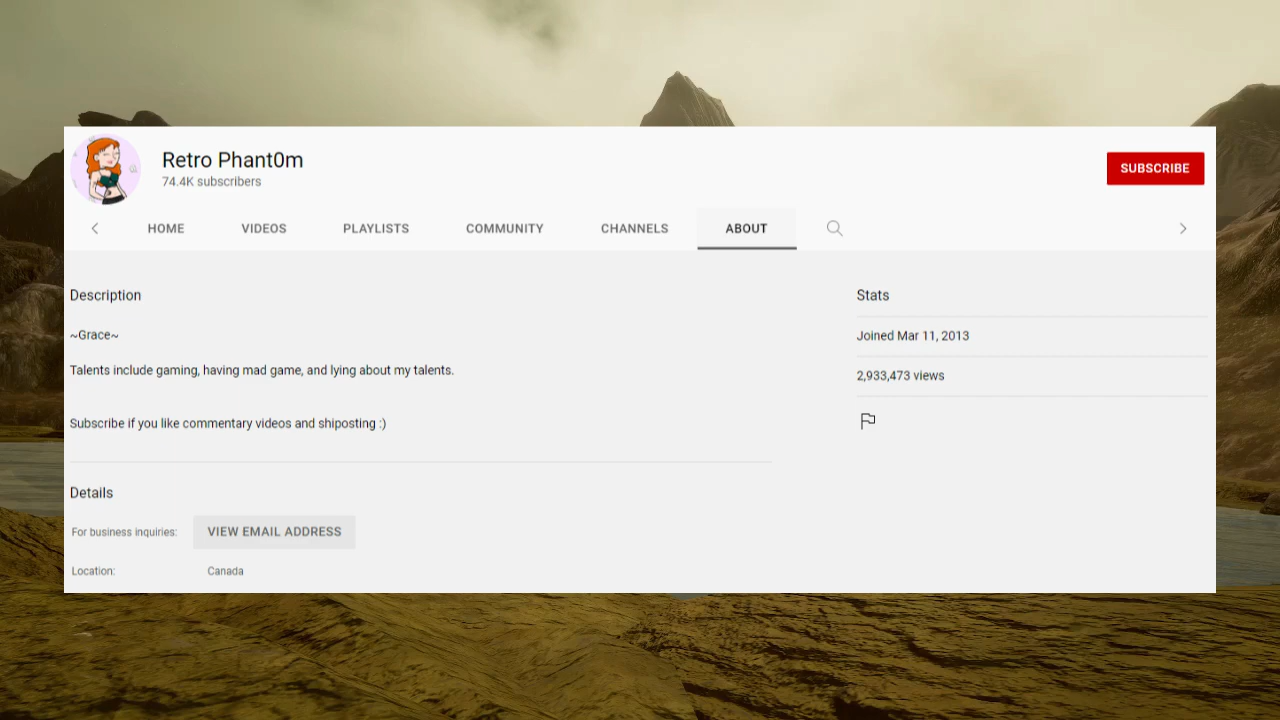 Retro Phant0m
74.4K subscribers
SUBSCRIBE
HOME VIDEOS PLAYLISTS COMMUNITY CHANNELS ABOUT
Description
~Grace~
Talents include gaming, having mad game, and lying about my talents.
Subscribe if you like commentary videos and shiposting :)
Details
For business inquiries: VIEW EMAIL ADDRESS
Location: Canada
Stats
Joined Mar 11, 2013
2,933,473 views